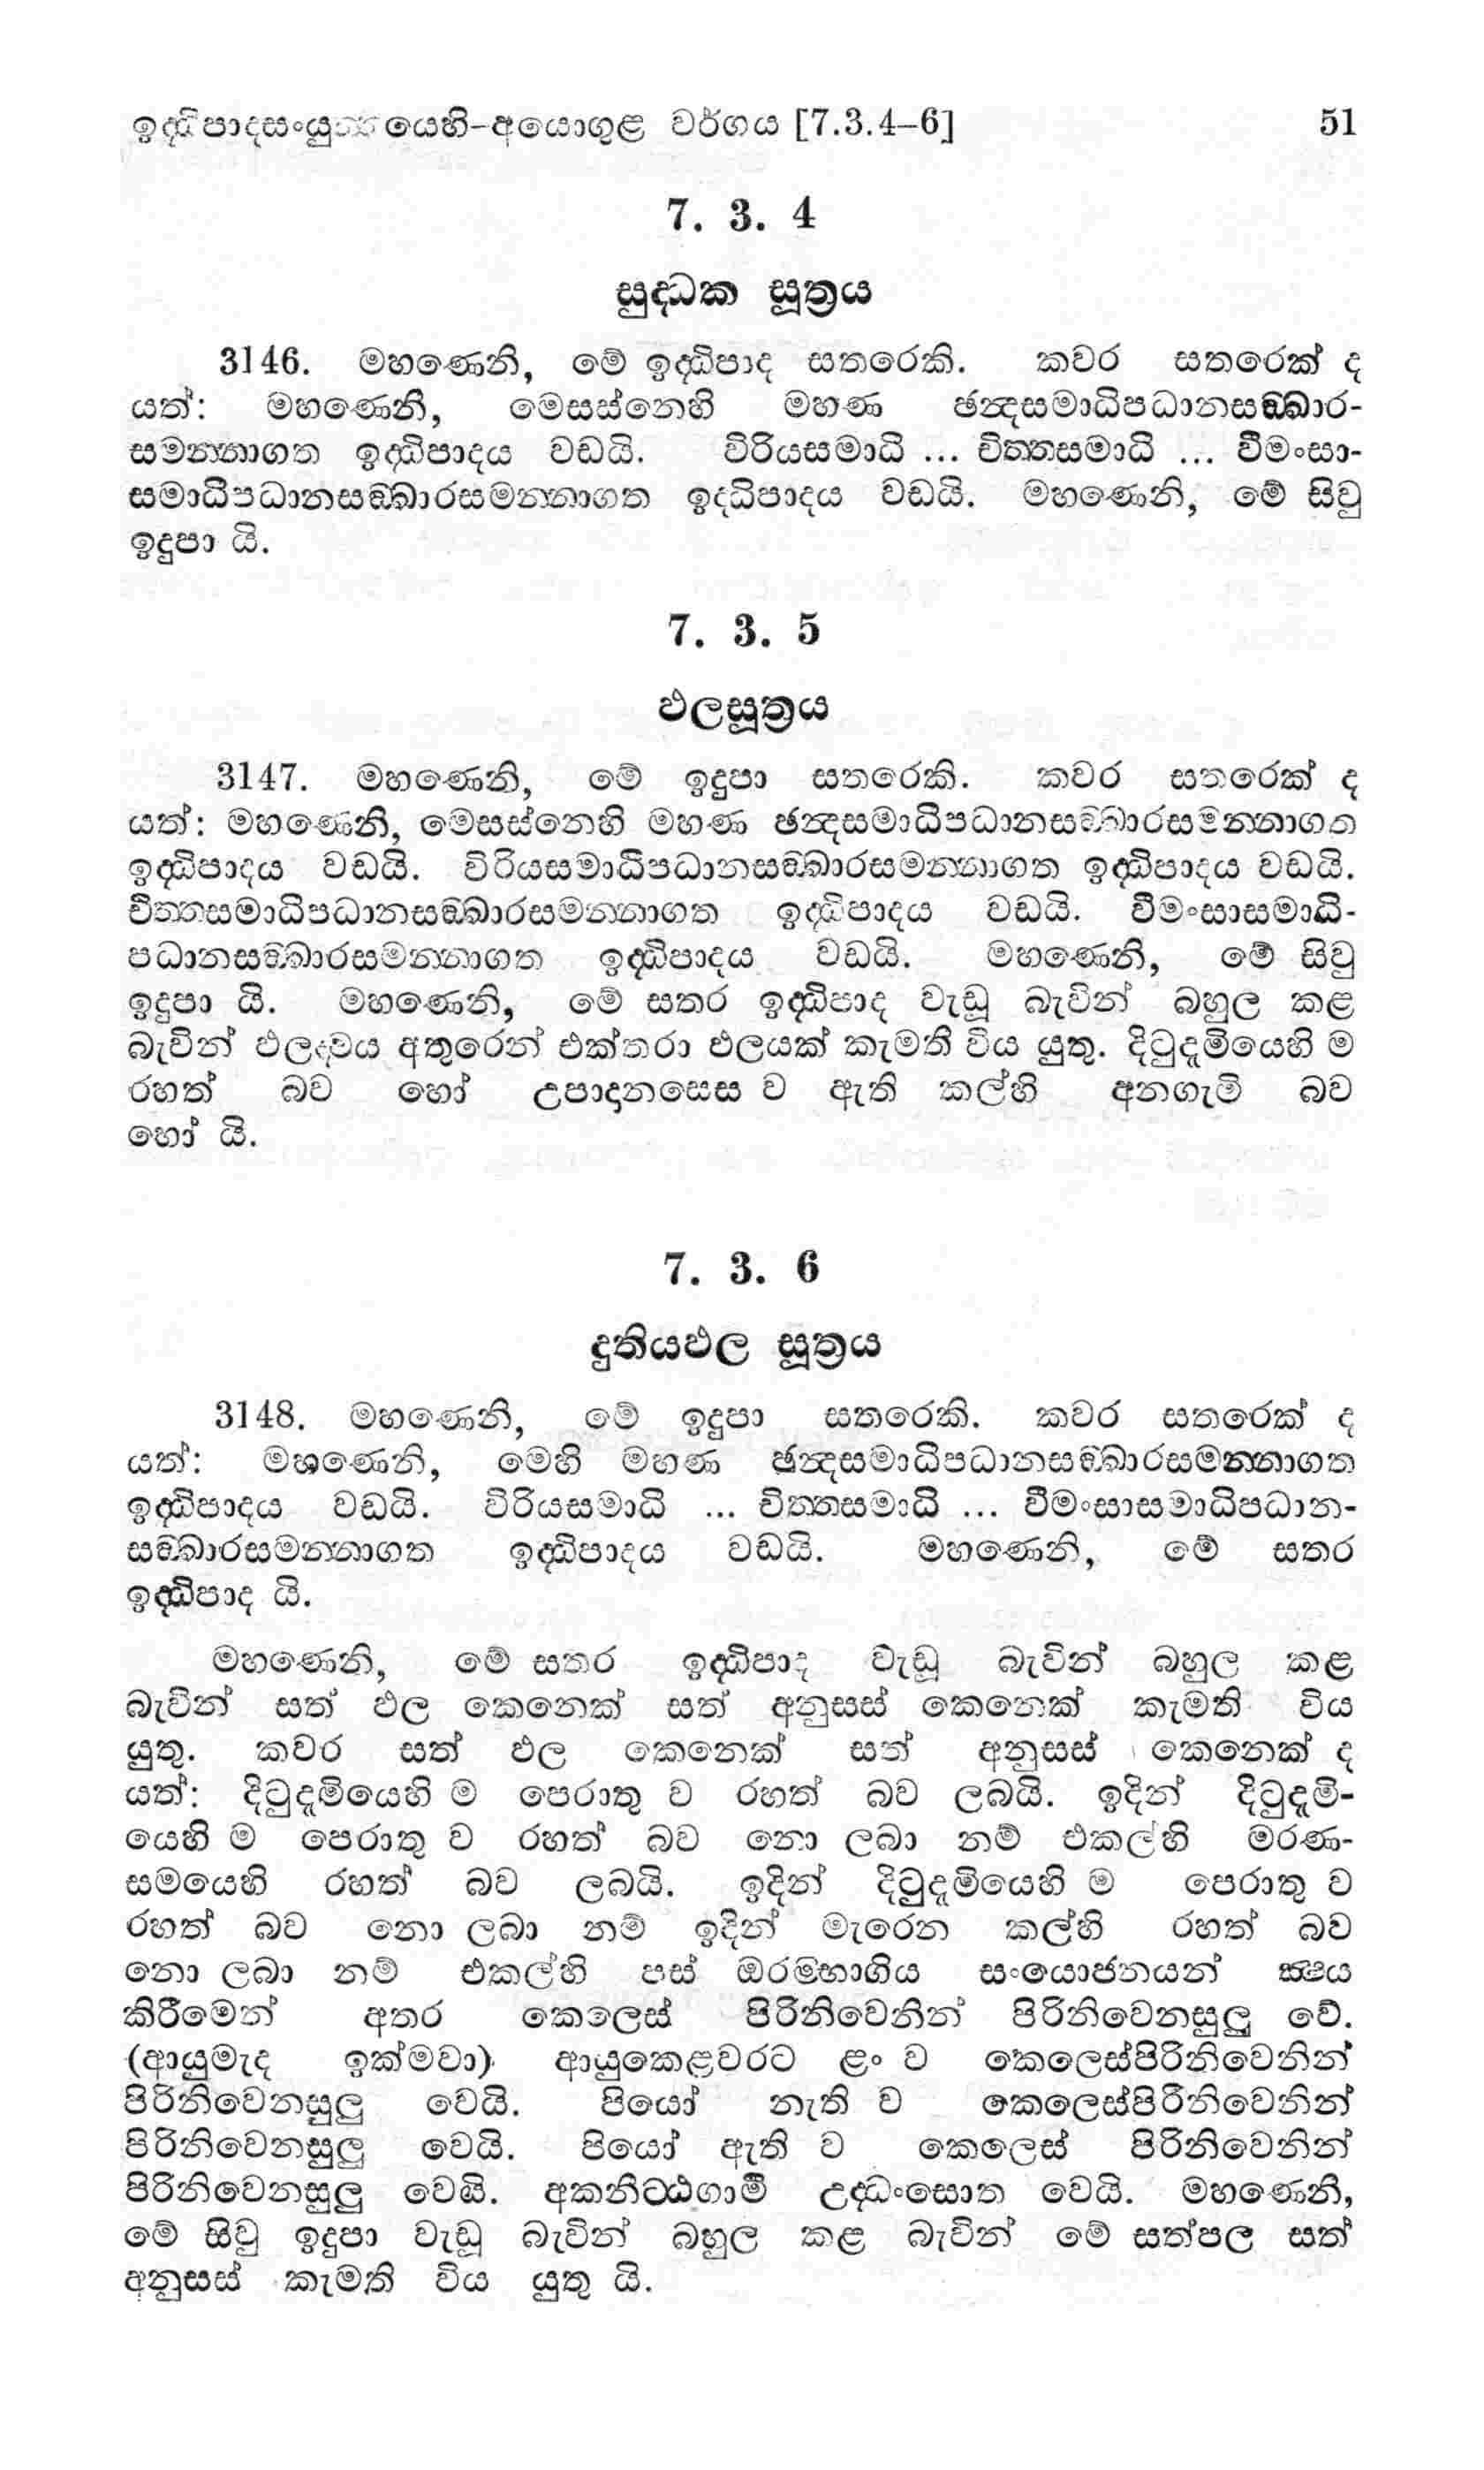 ඉද්ධිපාදසංයුත්තයෙහි-අයොගුළ වර්ගය [7.3.4–6] 51
7. 3. 4
සුද්ධක සූත්‍රය
3146. මහණෙනි, මේ ඉද්ධිපාද සතරෙකි. කවර සතරෙක් ද
යත්: මහණෙනි, මෙසස්නෙහි මහණ ඡන්දසමාධිපධානසඞ්ඛාර-
සමන්නාගත ඉද්ධිපාදය වඩයි. විරියසමාධි ... චිත්තසමාධි ... වීමංසා-
සමාධිපධානසඞ්ඛාරසමන්නාගත ඉද්ධිපාදය වඩයි. මහණෙනි, මේ සිවු
ඉදුපා යි.
7. 3. 5
ඵලසූත්‍රය
3147. මහණෙනි, මේ ඉදුපා සතරෙකි. කවර සතරෙක් ද
යත්: මහණෙනි, මෙසස්නෙහි මහණ ඡන්දසමාධිපධානසඞ්ඛාරසමන්නාගත
ඉද්ධිපාදය වඩයි. විරියසමාධිපධානසඞ්ඛාරසමන්නාගත ඉද්ධිපාදය වඩයි.
චිත්තසමාධිපධානසඞ්ඛාරසමන්නාගත ඉද්ධිපාදය වඩයි. වීමංසාසමාධි-
පධානසඞ්ඛාරසමන්නාගත ඉද්ධිපාදය වඩයි. මහණෙනි, මේ සිවු
ඉදුපා යි. මහණෙනි, මේ සතර ඉද්ධිපාද වැඩූ බැවින් බහුල කළ
බැවින් ඵලද්වය අතුරෙන් එක්තරා ඵලයක් කැමති විය යුතු. දිටුදැමියෙහි ම
රහත් බව හෝ උපාදානසෙස ව ඇති කල්හි අනගැමි බව
හෝ යි.
7. 3. 6
දුතියඵල සූත්‍රය
3148. මහණෙනි, මේ ඉදුපා සතරෙකි. කවර සතරෙක් ද
යත්: මහණෙනි, මෙහි මහණ ඡන්දසමාධිපධානසඞ්ඛාරසමන්නාගත
ඉද්ධිපාදය වඩයි. විරියසමාධි ... චිත්තසමාධි ... වීමංසාසමාධිපධාන-
සඞ්ඛාරසමන්නාගත ඉද්ධිපාදය වඩයි. මහණෙනි, මේ සතර
ඉද්ධිපාද යි.
මහණෙනි, මේ සතර ඉද්ධිපාද වැඩූ බැවින් බහුල කළ
බැවින් සත් ඵල කෙනෙක් සත් අනුසස් කෙනෙක් කැමති විය
යුතු. කවර සත් ඵල කෙනෙක් සත් අනුසස් කෙනෙක් ද
යත්: දිටුදැමියෙහි ම පෙරාතු ව රහත් බව ලබයි. ඉදින් දිටුදැමි-
යෙහි ම පෙරාතු ව රහත් බව නො ලබා නම් එකල්හි මරණ-
සමයෙහි රහත් බව ලබයි. ඉදින් දිටුදැමියෙහි ම පෙරාතු ව
රහත් බව නො ලබා නම් ඉදින් මැරෙන කල්හි රහත් බව
නො ලබා නම් එකල්හි පස් ඔරම්භාගිය සංයොජනයන් ක්‍ෂය
කිරීමෙන් අතර කෙලෙස් පිරිනිවෙනින් පිරිනිවෙනසුලු වේ.
(ආයුමැද ඉක්මවා) ආයුකෙළවරට ළං ව කෙලෙස්පිරිනිවෙනින්
පිරිනිවෙනසුලු වෙයි. පියෝ නැති ව කෙලෙස්පිරිනිවෙනින්
පිරිනිවෙනසුලු වෙයි. පියෝ ඇති ව කෙලෙස් පිරිනිවෙනින්
පිරිනිවෙනසුලු වෙයි. අකනිට්ඨගාමී උද්ධංසොත වෙයි. මහණෙනි,
මේ සිවු ඉදුපා වැඩූ බැවින් බහුල කළ බැවින් මේ සත්පල සත්
අනුසස් කැමති විය යුතු යි.